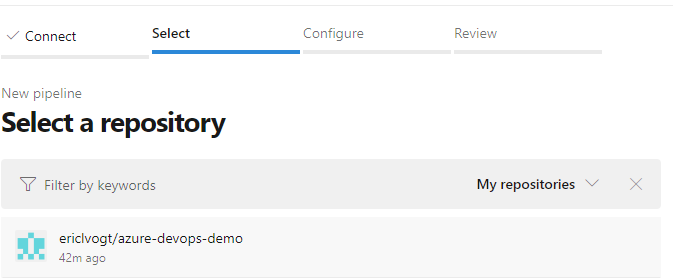 Connect Select Configure Review
New pipeline
Select a repository
Filter by keywords My repositories
ericlvogt/azure-devops-demo
42m ago